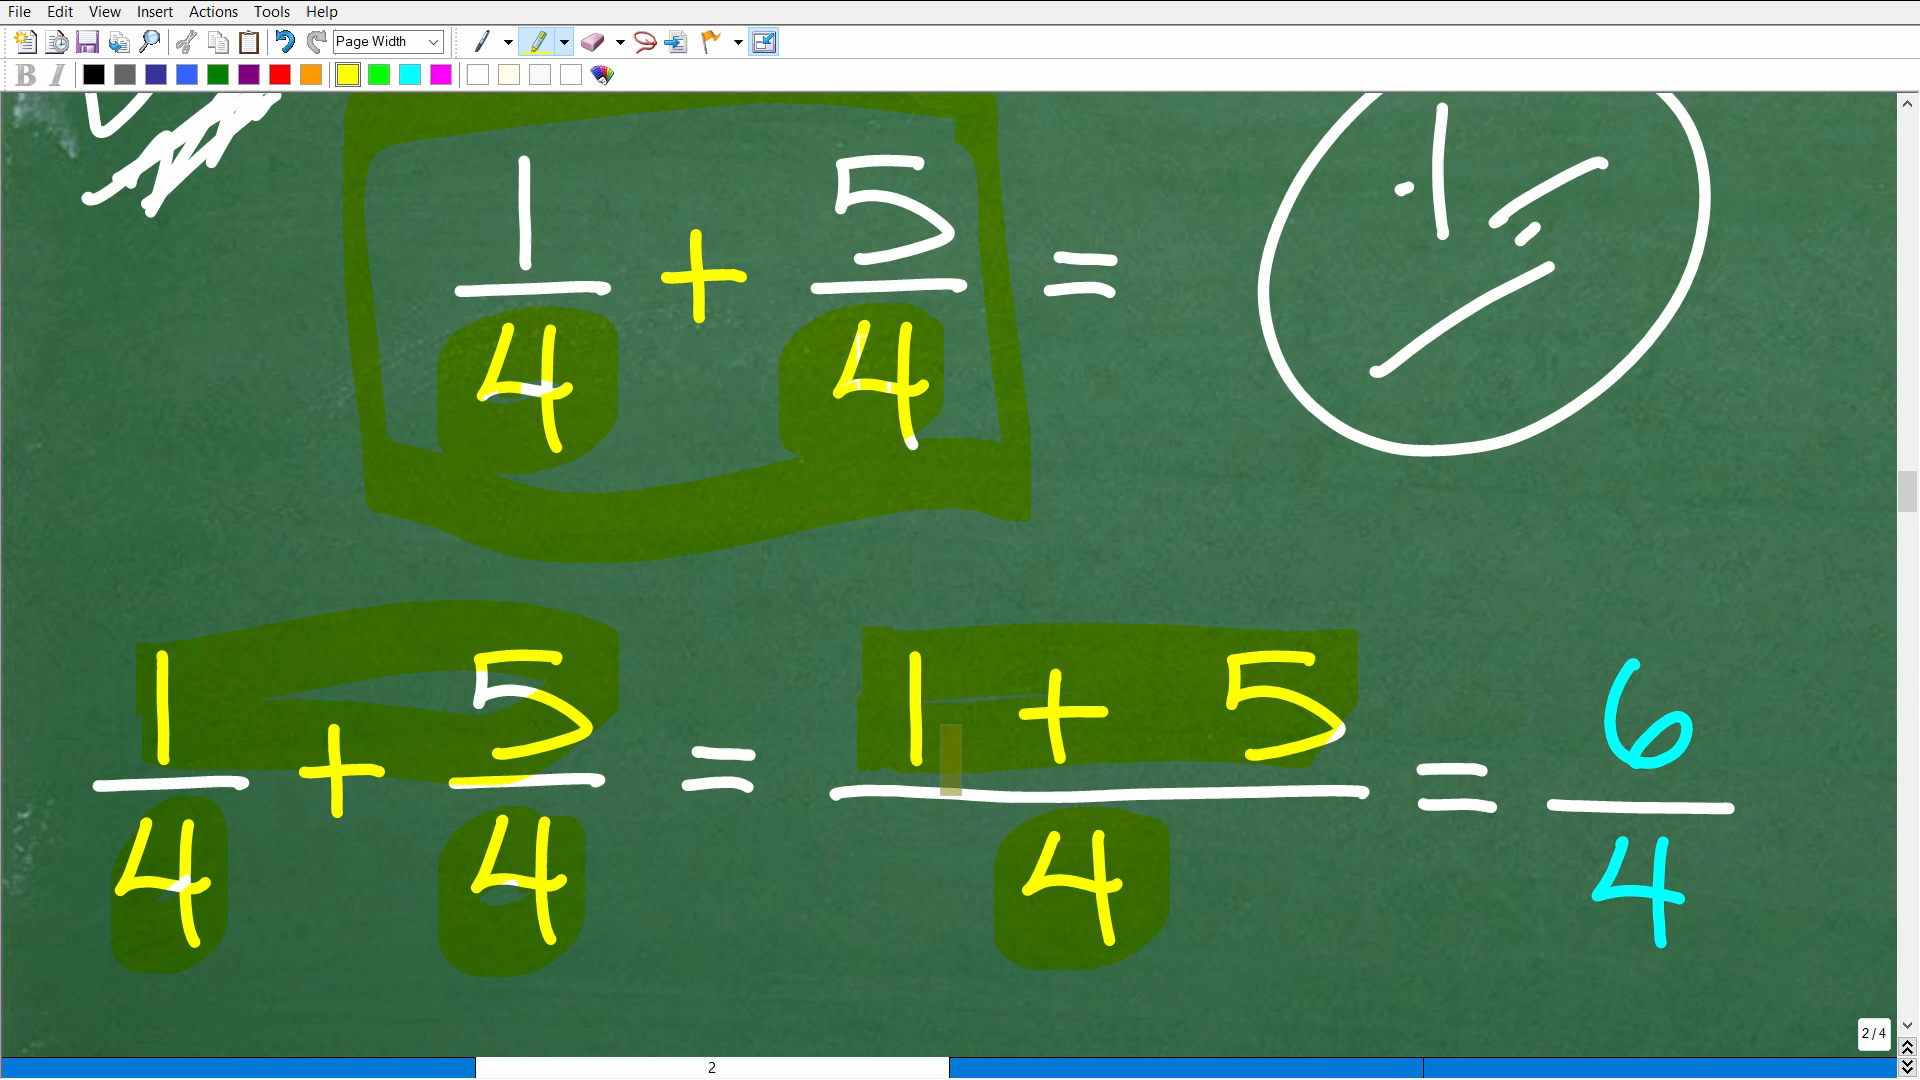 File Edit View Insert Actions Tools Help
Page Width
B I
1/4 + 5/4 =
1/4 + 5/4 = (1 + 5)/4 = 6/4
2 / 4
2